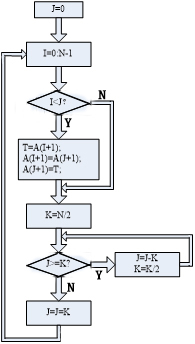 J=0
I=0:N-1
I<J?
N
Y
T=A(I+1);
A(I+1)=A(J+1);
A(J+1)=T;
K=N/2
J>=K?
Y
J=J-K
K=K/2
N
J=J=K